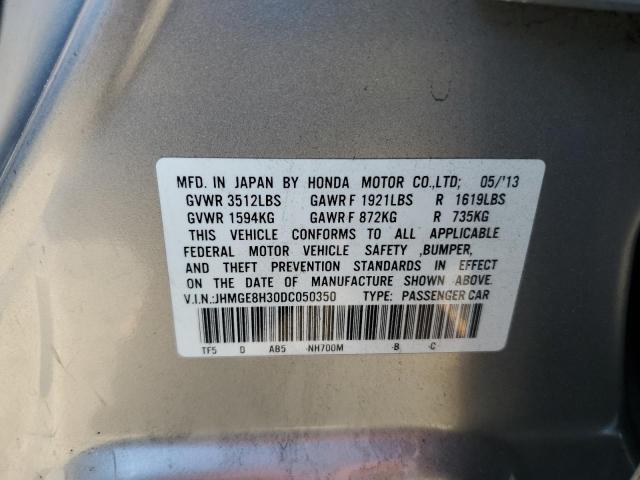 MFD. IN JAPAN BY HONDA MOTOR CO.,LTD; 05/'13
GVWR 3512LBS GAWR F 1921LBS R 1619LBS
GVWR 1594KG GAWR F 872KG R 735KG
THIS VEHICLE CONFORMS TO ALL APPLICABLE
FEDERAL MOTOR VEHICLE SAFETY ,BUMPER,
AND THEFT PREVENTION STANDARDS IN EFFECT
ON THE DATE OF MANUFACTURE SHOWN ABOVE.
V.I.N.:JHMGE8H30DC050350 TYPE: PASSENGER CAR
TF5 D AB5 -NH700M -B -C